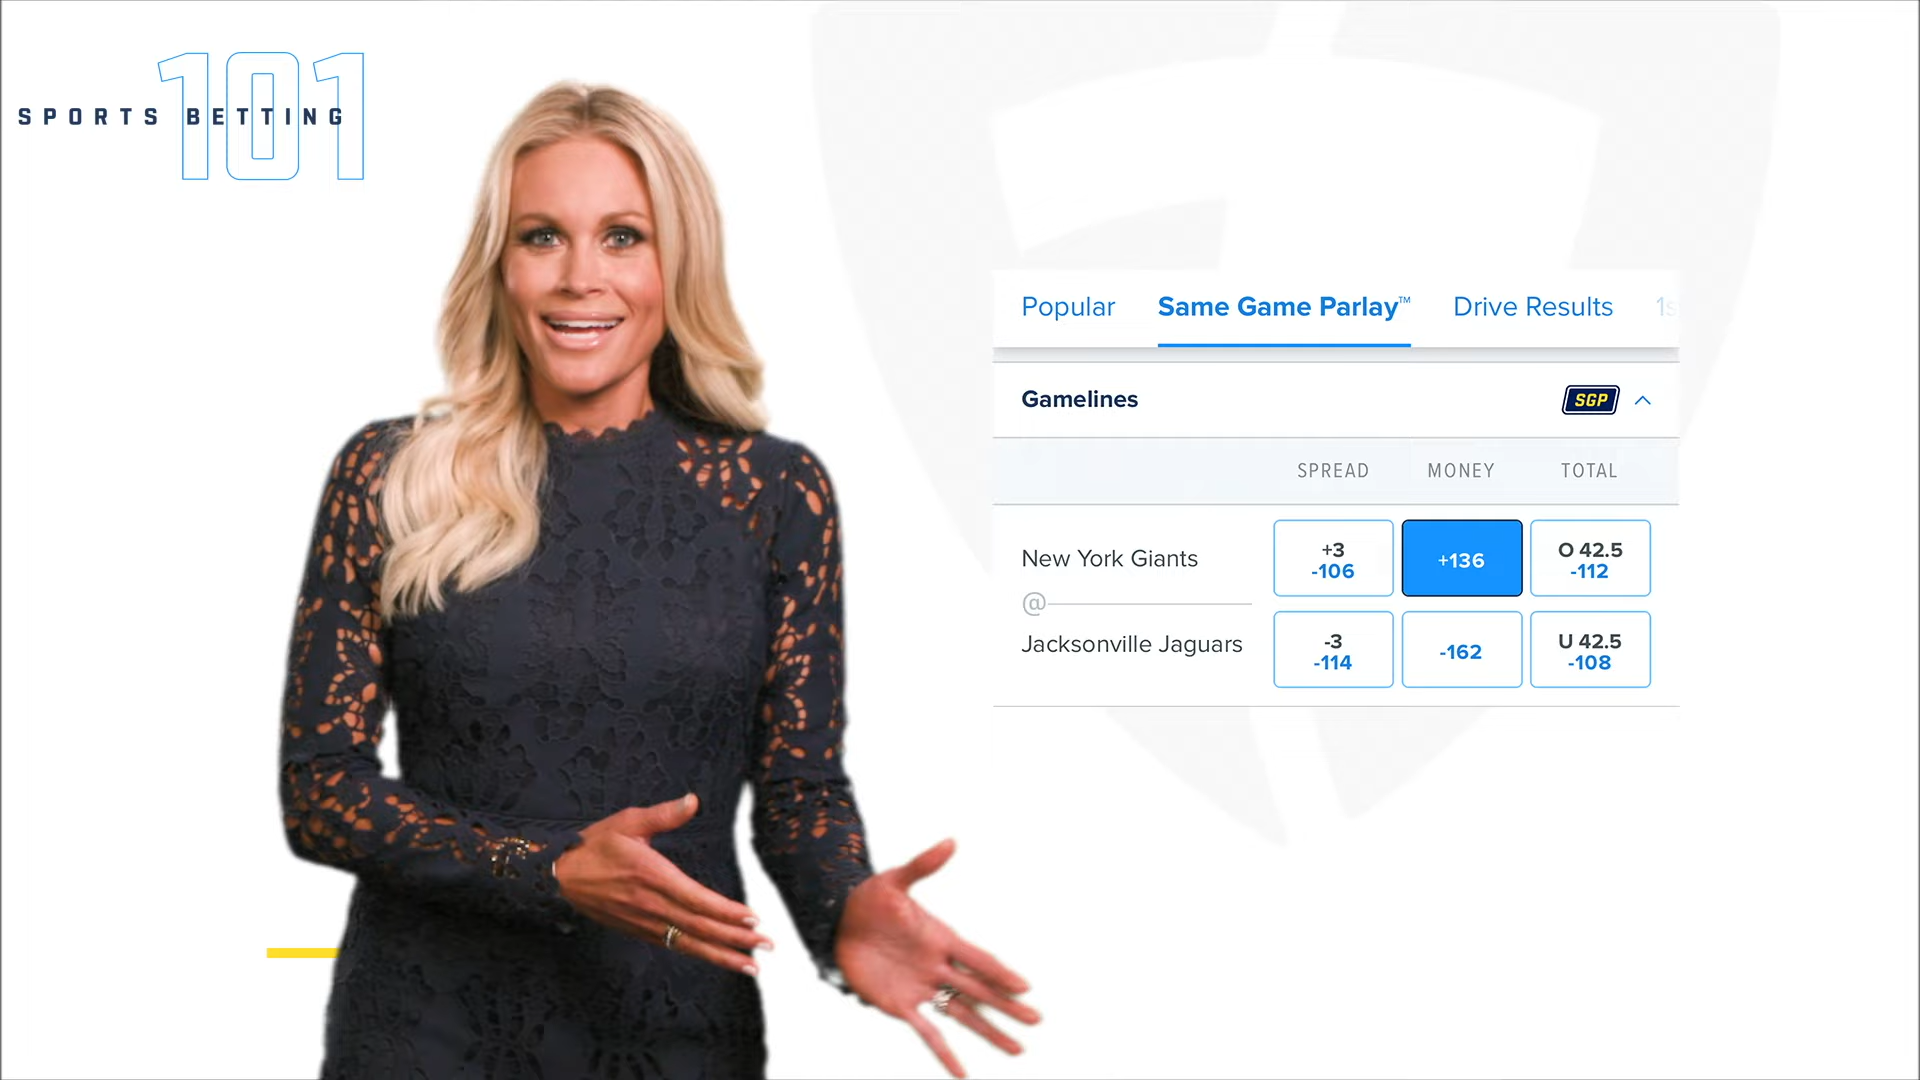 101
SPORTS BETTING
Popular Same Game Parlay™ Drive Results 1s
Gamelines SGP
SPREAD MONEY TOTAL
+3 O 42.5
New York Giants +136
-106 -112
@
-3 U 42.5
Jacksonville Jaguars -162
-114 -108